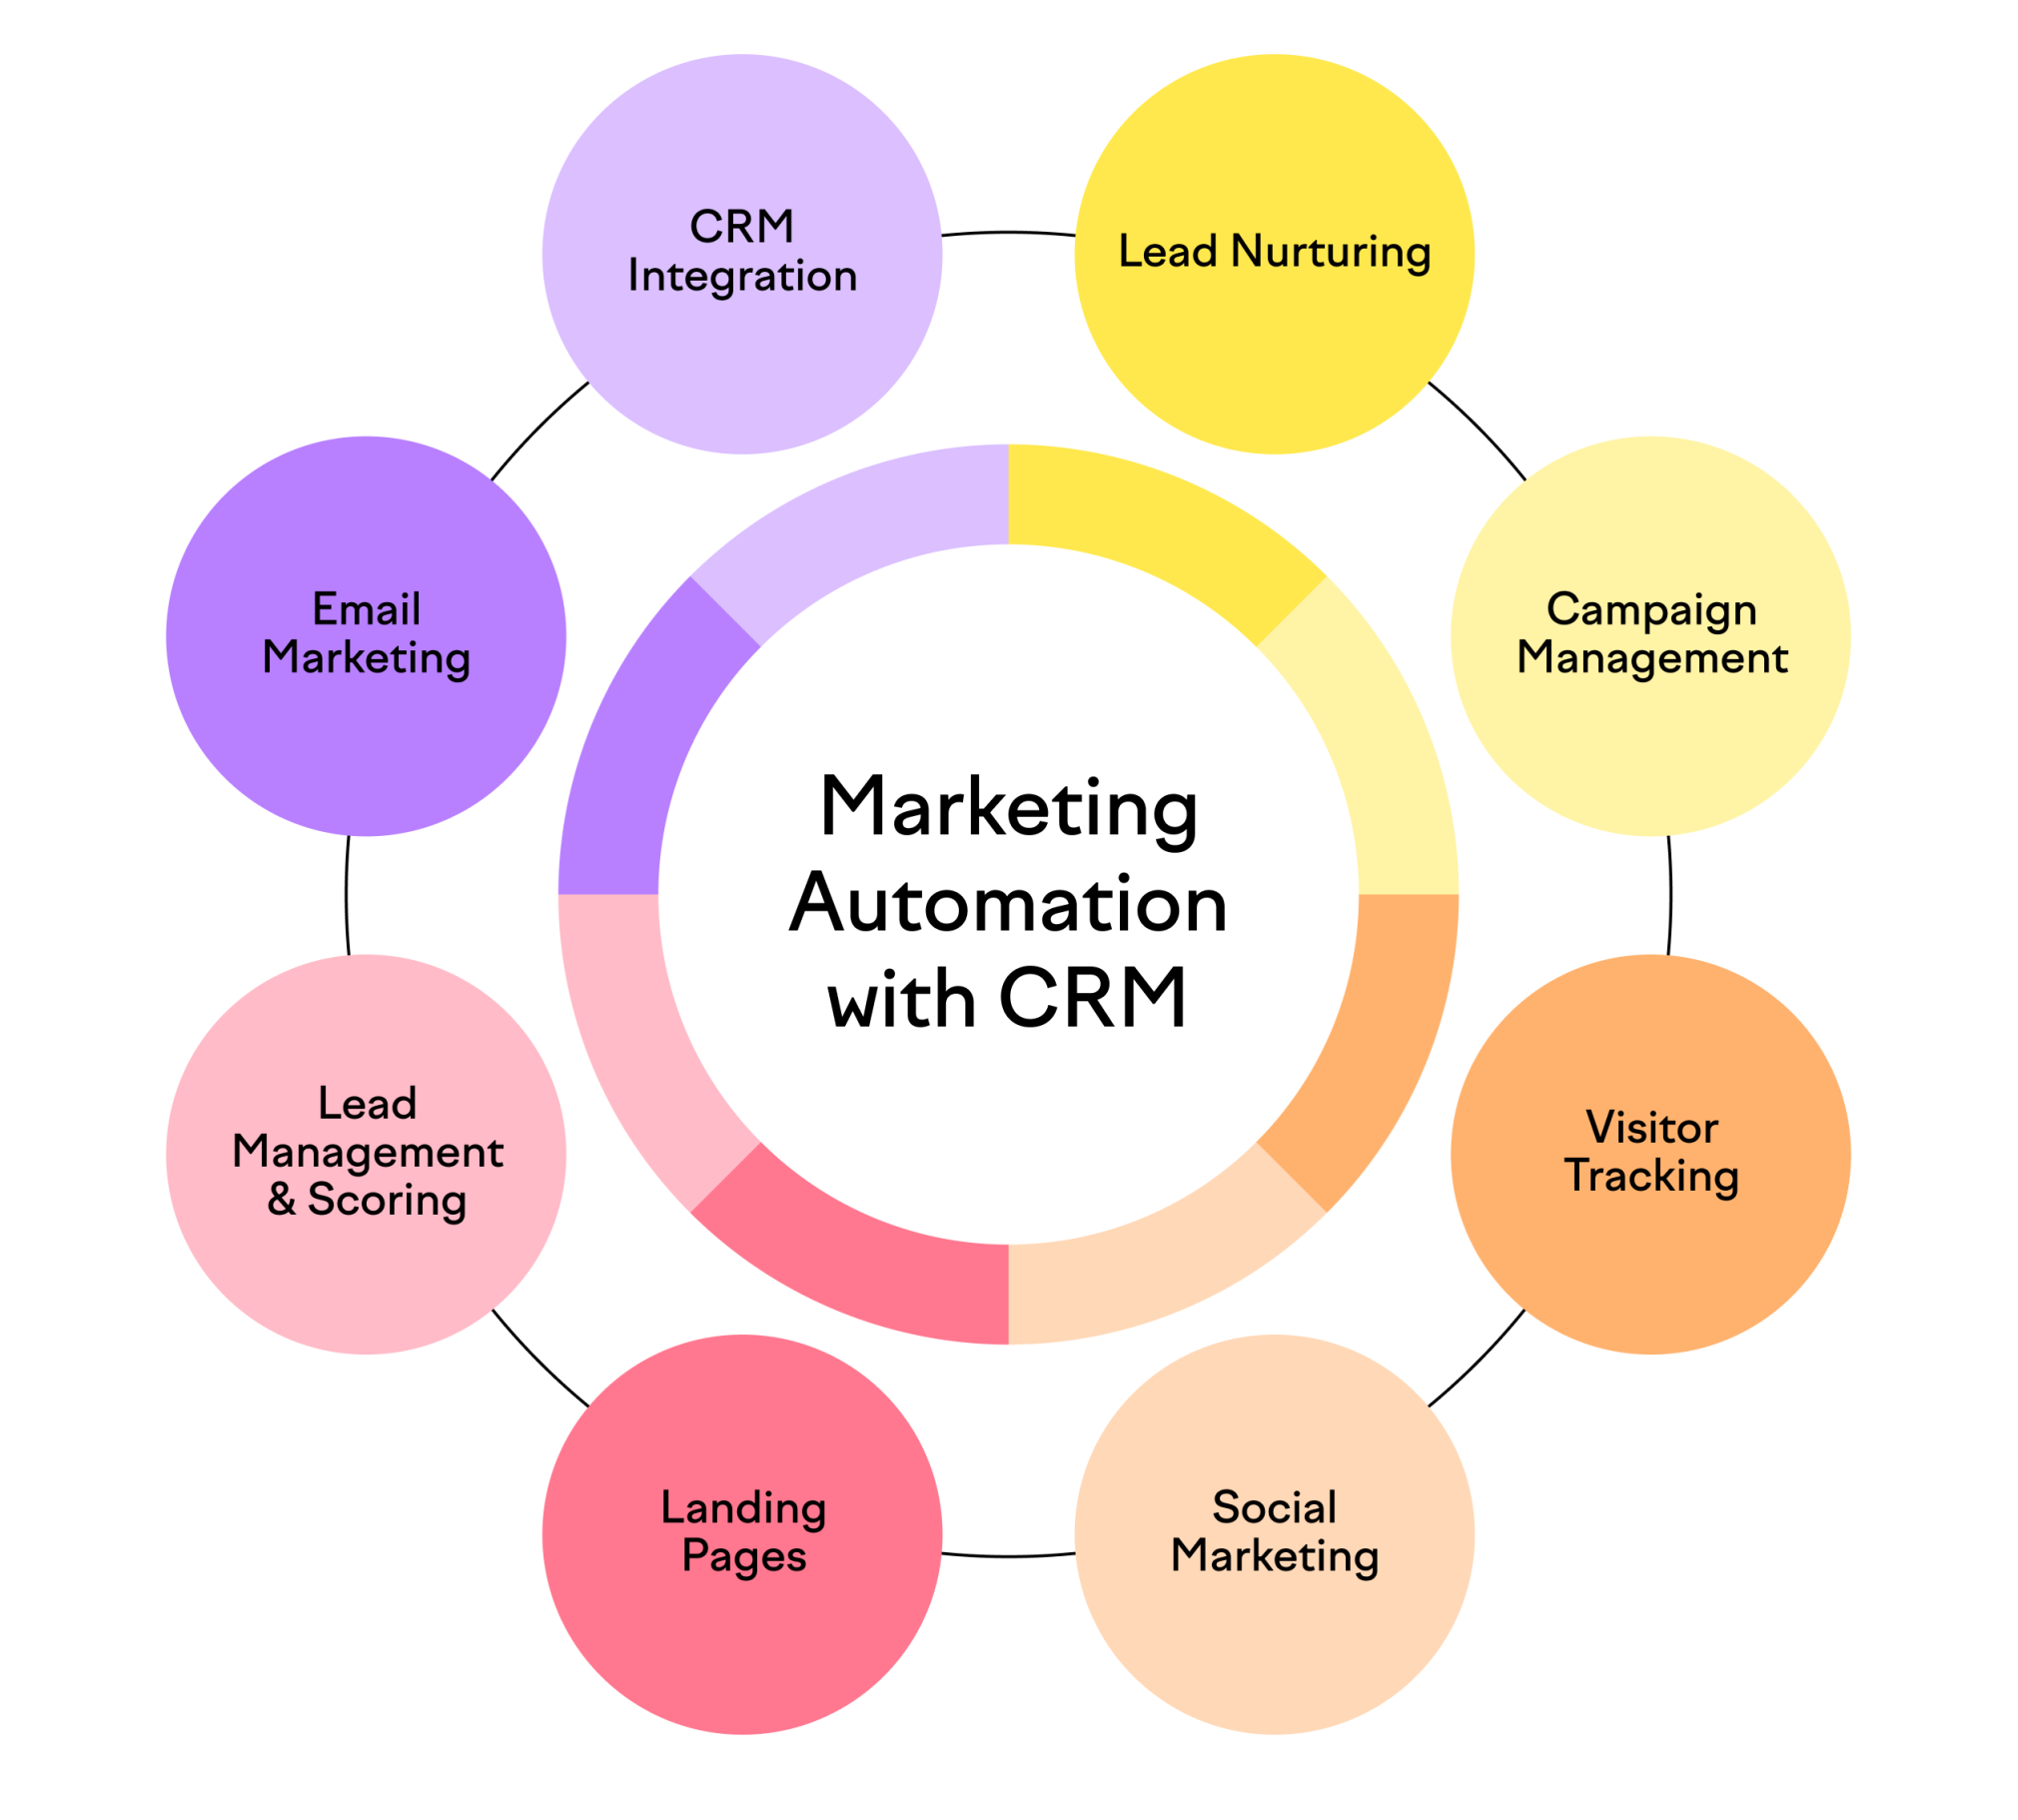 CRM
Integration
Lead Nurturing
Email
Marketing
Campaign
Management
Marketing
Automation
with CRM
Lead
Management
& Scoring
Visitor
Tracking
Landing
Pages
Social
Marketing